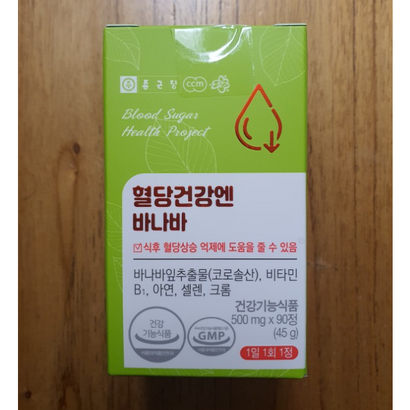 종근당 ccm
Blood Sugar
Health Project
혈당건강엔
바나바
식후 혈당상승 억제에 도움을 줄 수 있음
바나바잎추출물(코로솔산), 비타민
B₁, 아연, 셀렌, 크롬
건강기능식품
500 mg x 90정
(45 g)
1일 1회 1정
건강
기능식품
GMP